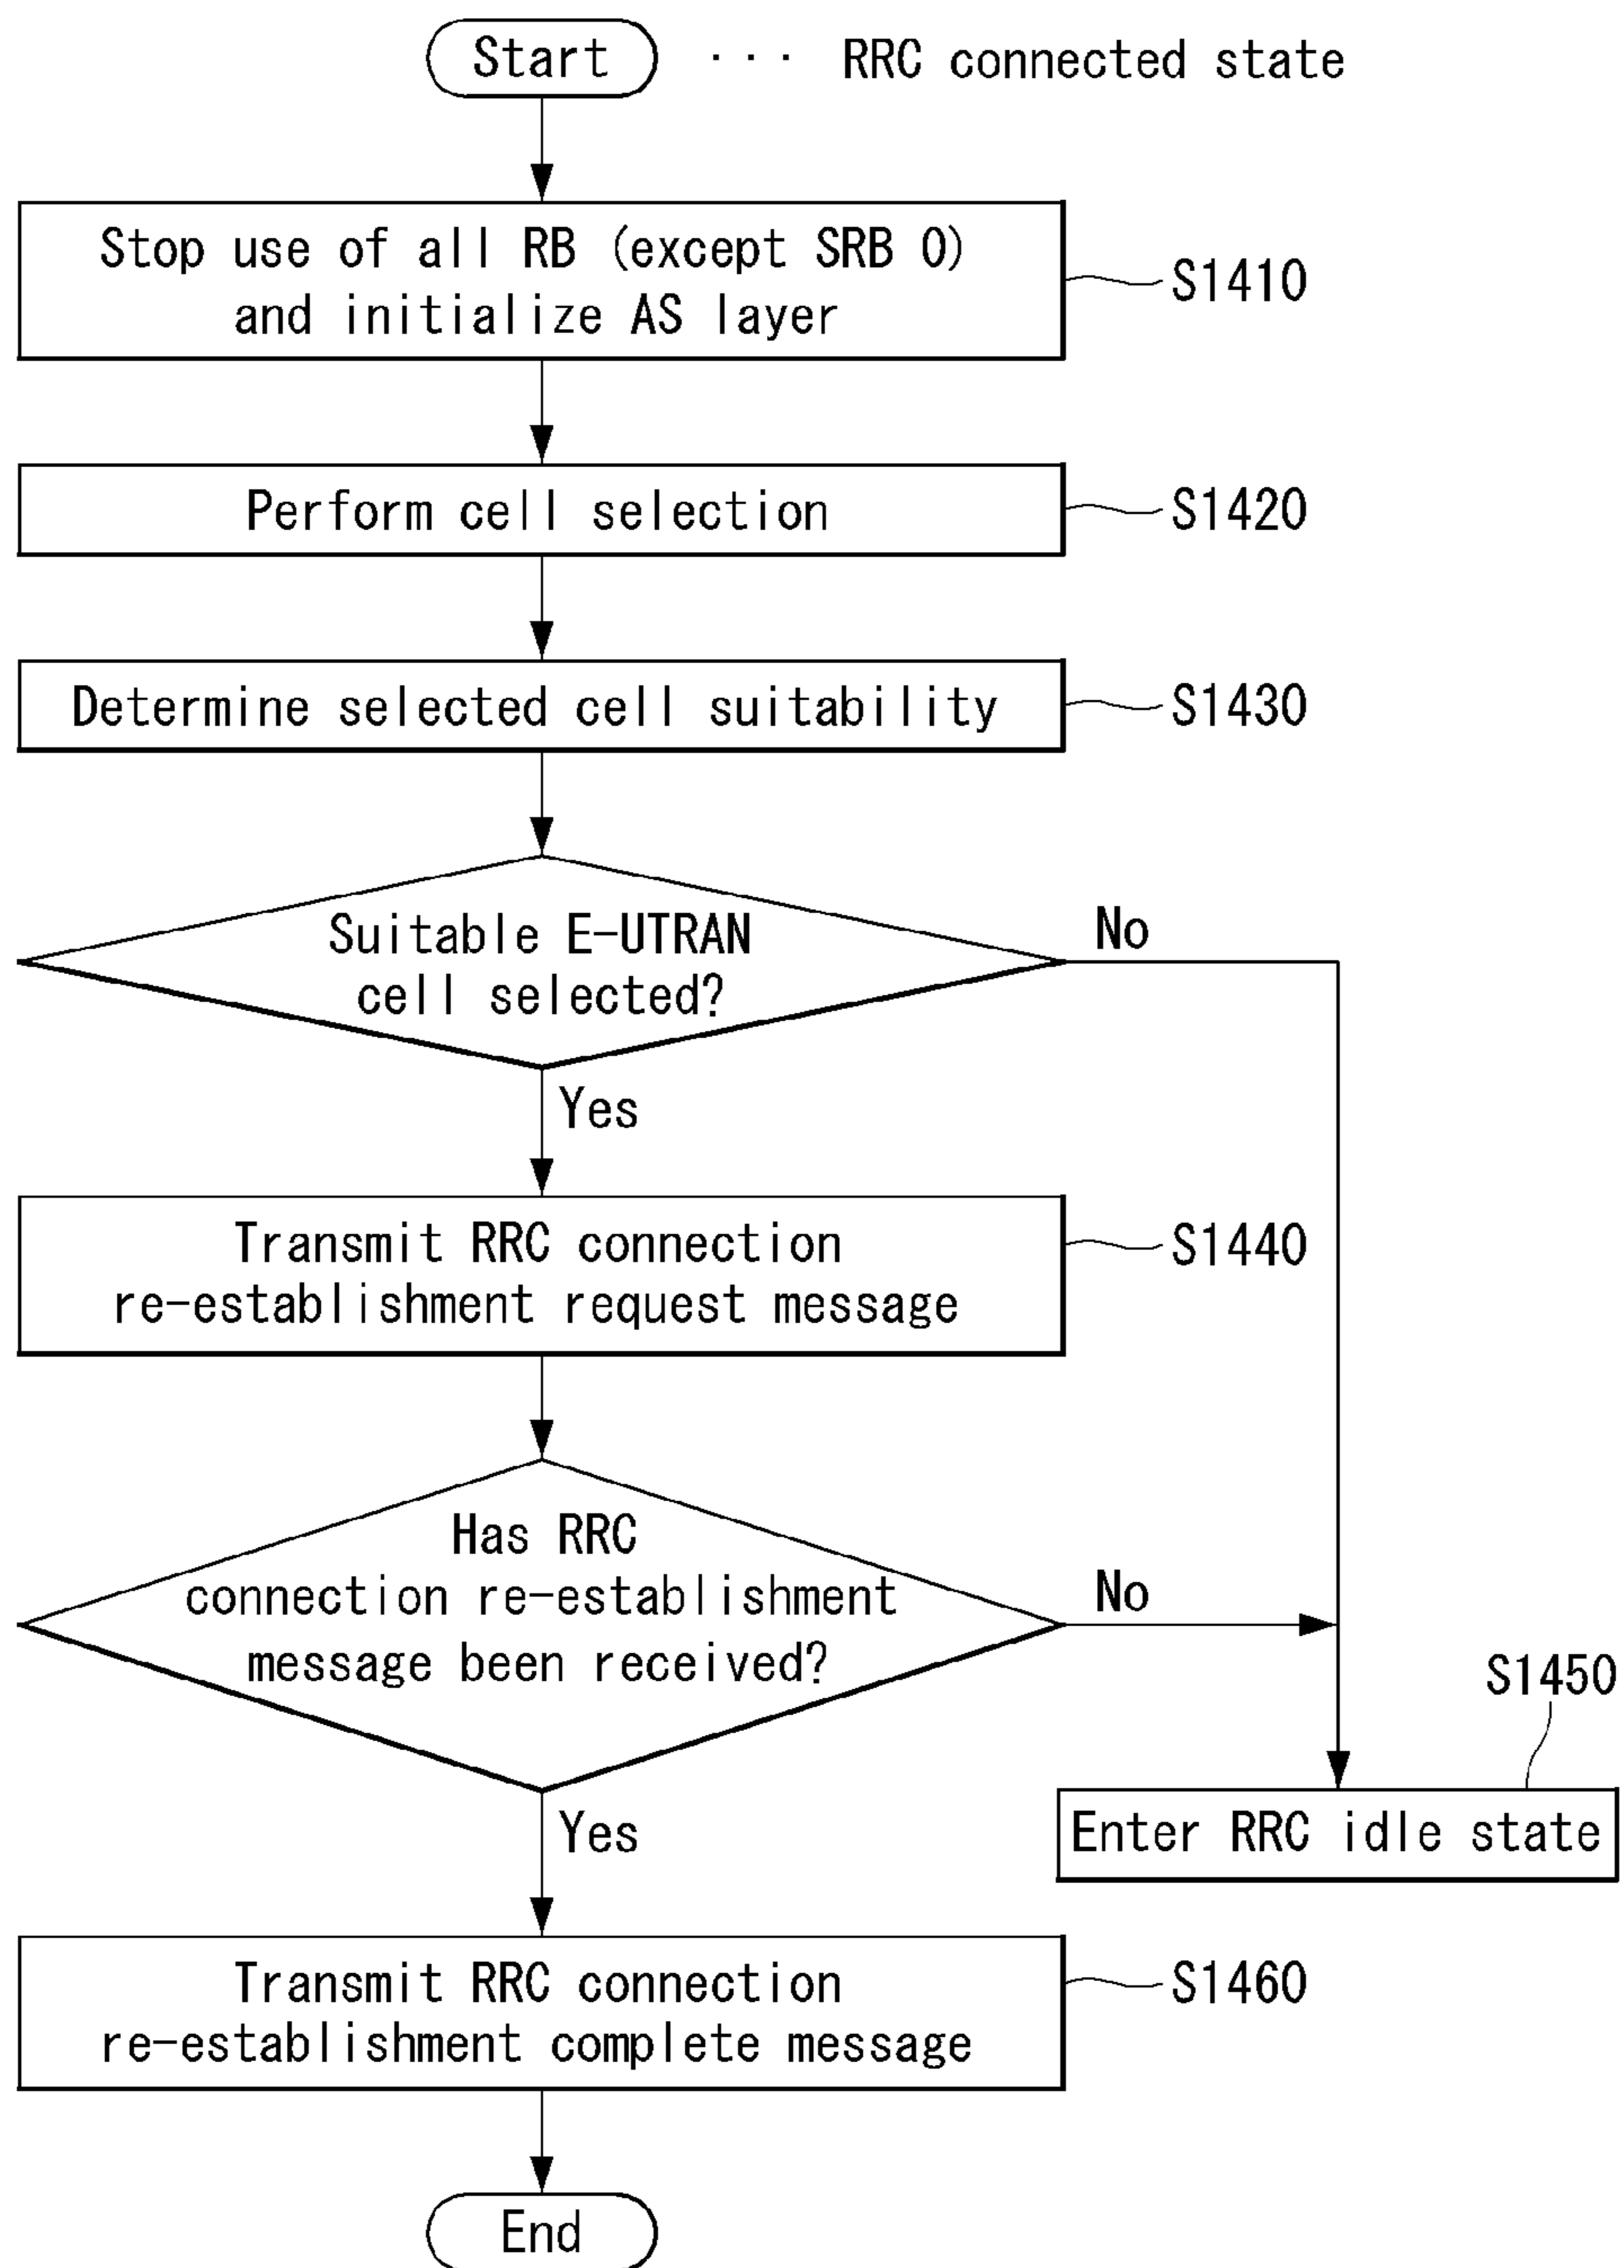 Start ・・・ RRC connected state
Stop use of all RB (except SRB 0)
and initialize AS layer
S1410
Perform cell selection
S1420
Determine selected cell suitability
S1430
Suitable E-UTRAN
cell selected?
No
Yes
Transmit RRC connection
re-establishment request message
S1440
Has RRC
connection re-establishment
message been received?
No
S1450
Enter RRC idle state
Yes
Transmit RRC connection
re-establishment complete message
S1460
End